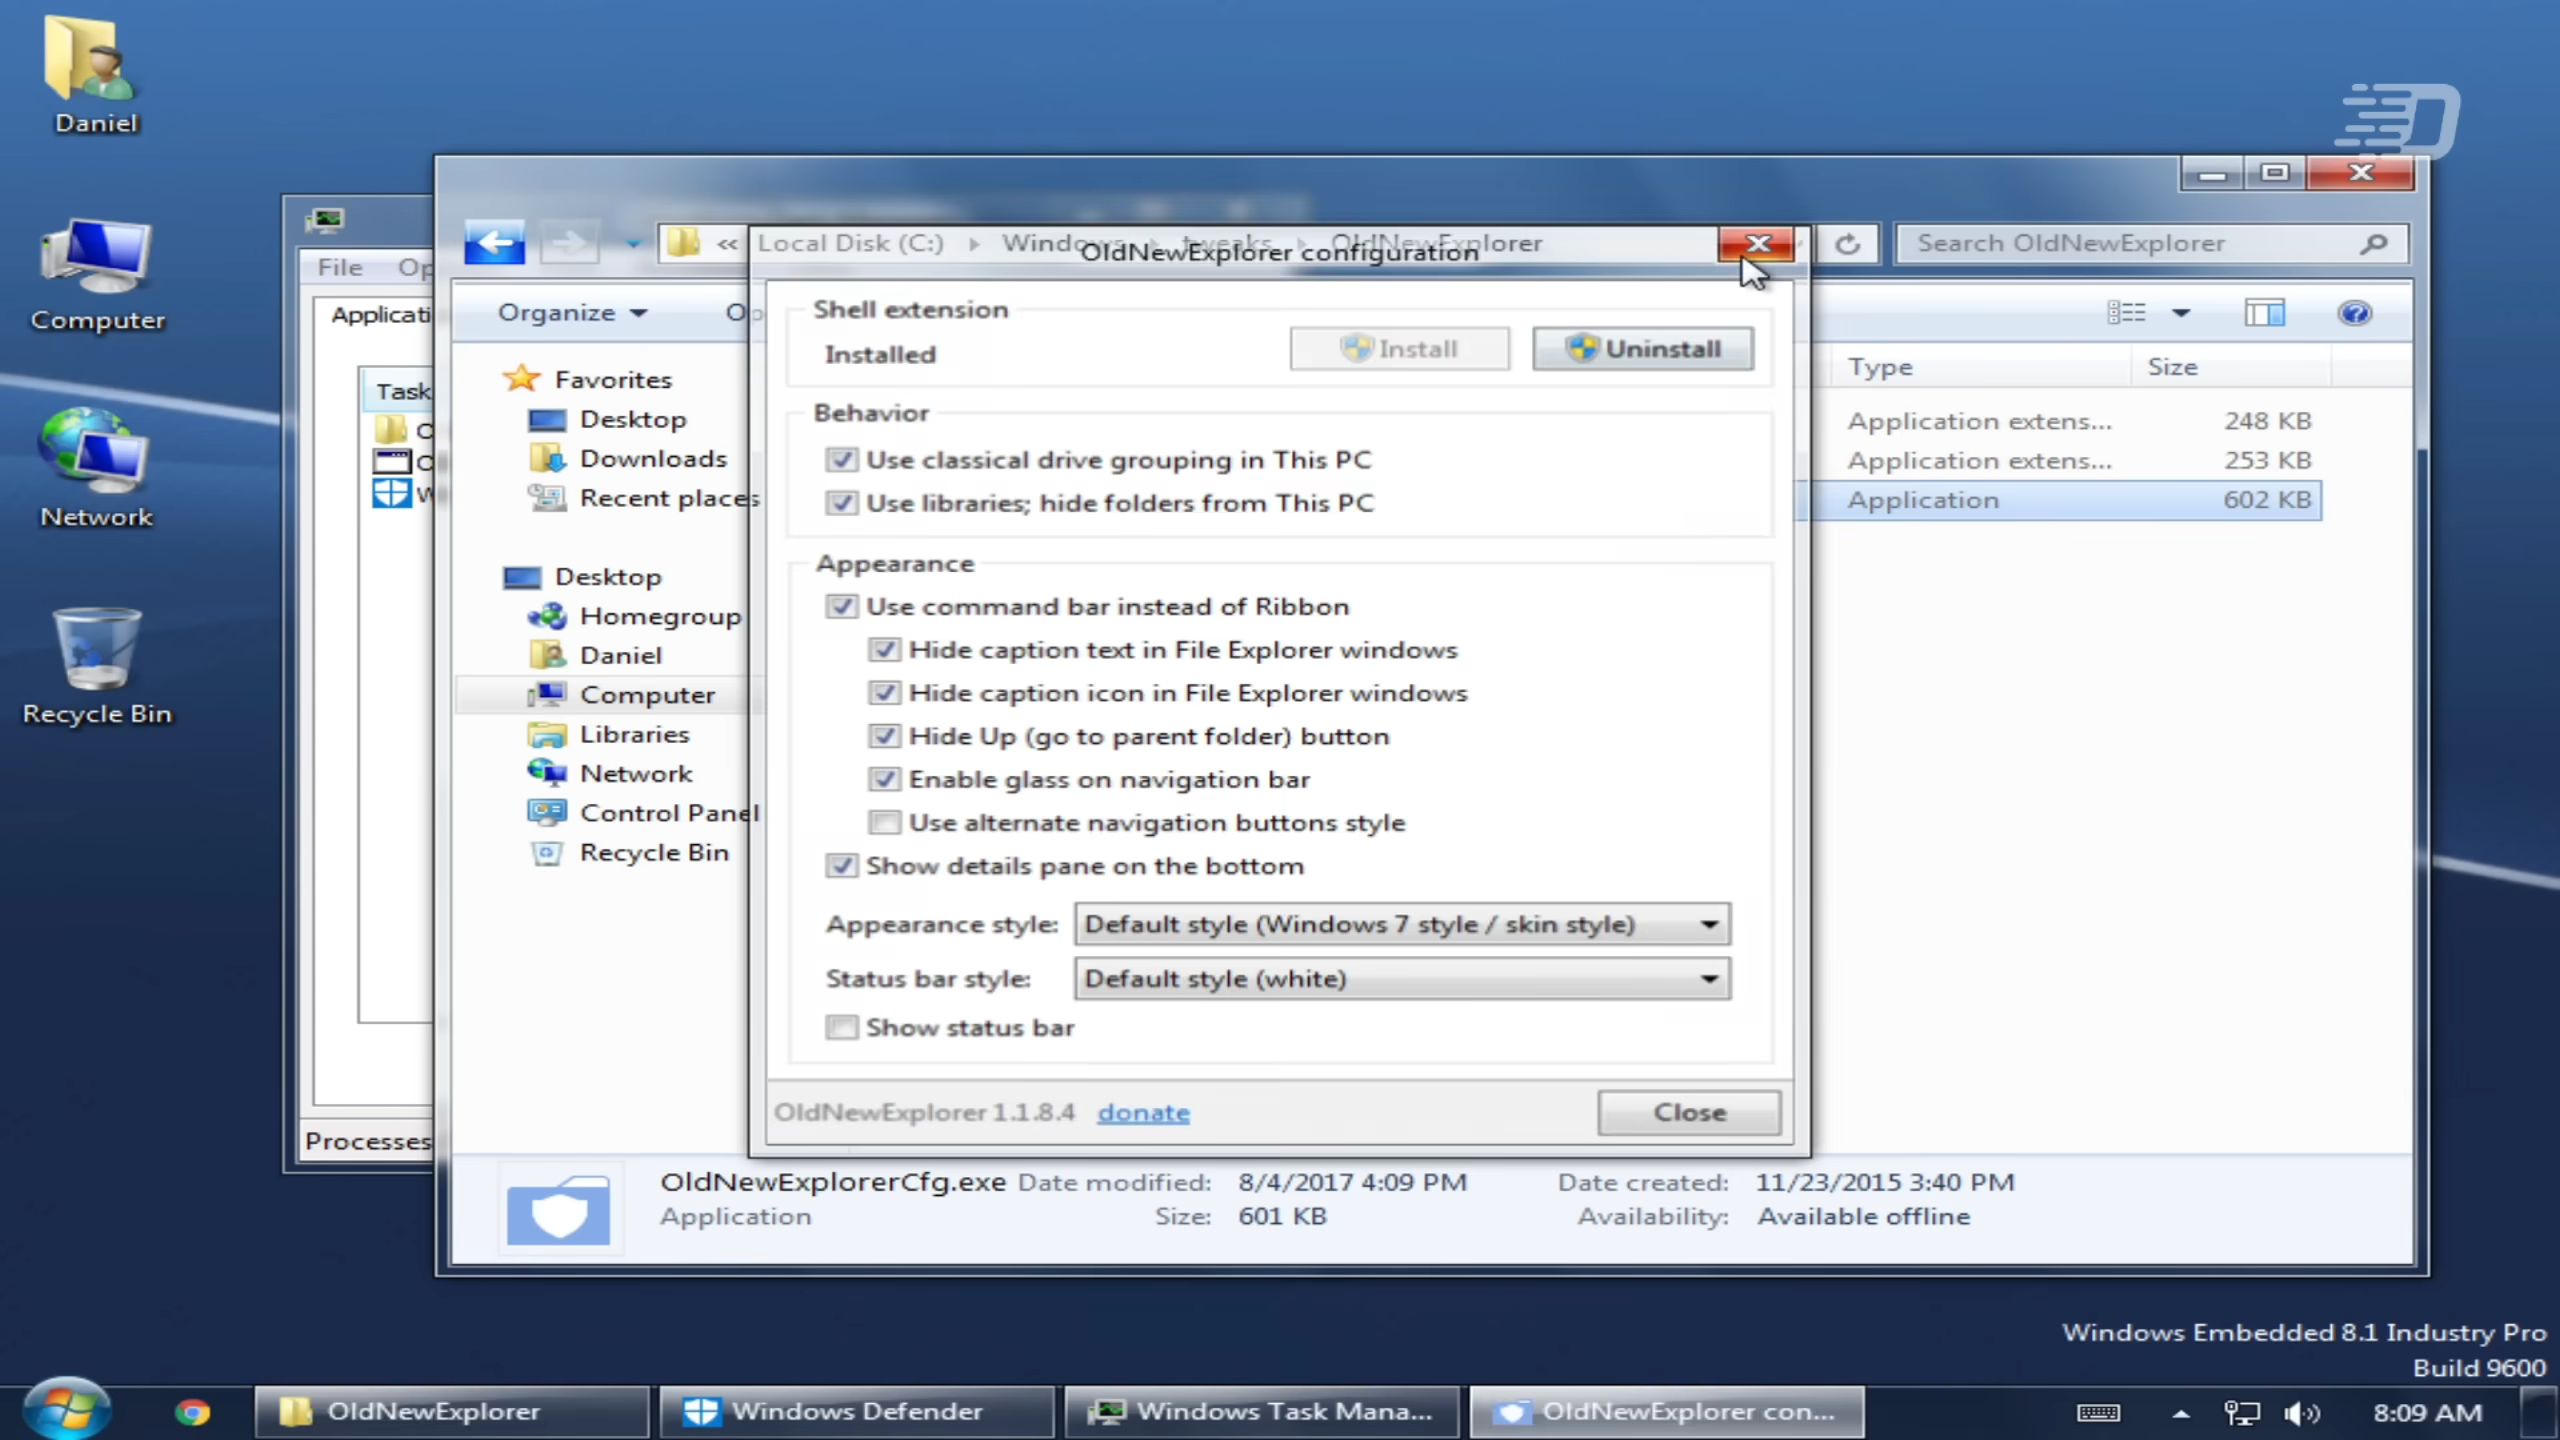 Daniel
Computer
Network
Recycle Bin
File
Applicati
Task
Processes
« Local Disk (C:) Windows tweaks OldNewExplorer
Search OldNewExplorer
Organize
Favorites
Desktop
Downloads
Recent places
Desktop
Homegroup
Daniel
Computer
Libraries
Network
Control Panel
Recycle Bin
Type Size
Application extens... 248 KB
Application extens... 253 KB
Application 602 KB
OldNewExplorer configuration
Shell extension
Installed
Install
Uninstall
Behavior
Use classical drive grouping in This PC
Use libraries; hide folders from This PC
Appearance
Use command bar instead of Ribbon
Hide caption text in File Explorer windows
Hide caption icon in File Explorer windows
Hide Up (go to parent folder) button
Enable glass on navigation bar
Use alternate navigation buttons style
Show details pane on the bottom
Appearance style: Default style (Windows 7 style / skin style)
Status bar style: Default style (white)
Show status bar
OldNewExplorer 1.1.8.4 donate
Close
OldNewExplorerCfg.exe Date modified: 8/4/2017 4:09 PM Date created: 11/23/2015 3:40 PM
Application Size: 601 KB Availability: Available offline
Windows Embedded 8.1 Industry Pro
Build 9600
OldNewExplorer
Windows Defender
Windows Task Mana...
OldNewExplorer con...
8:09 AM